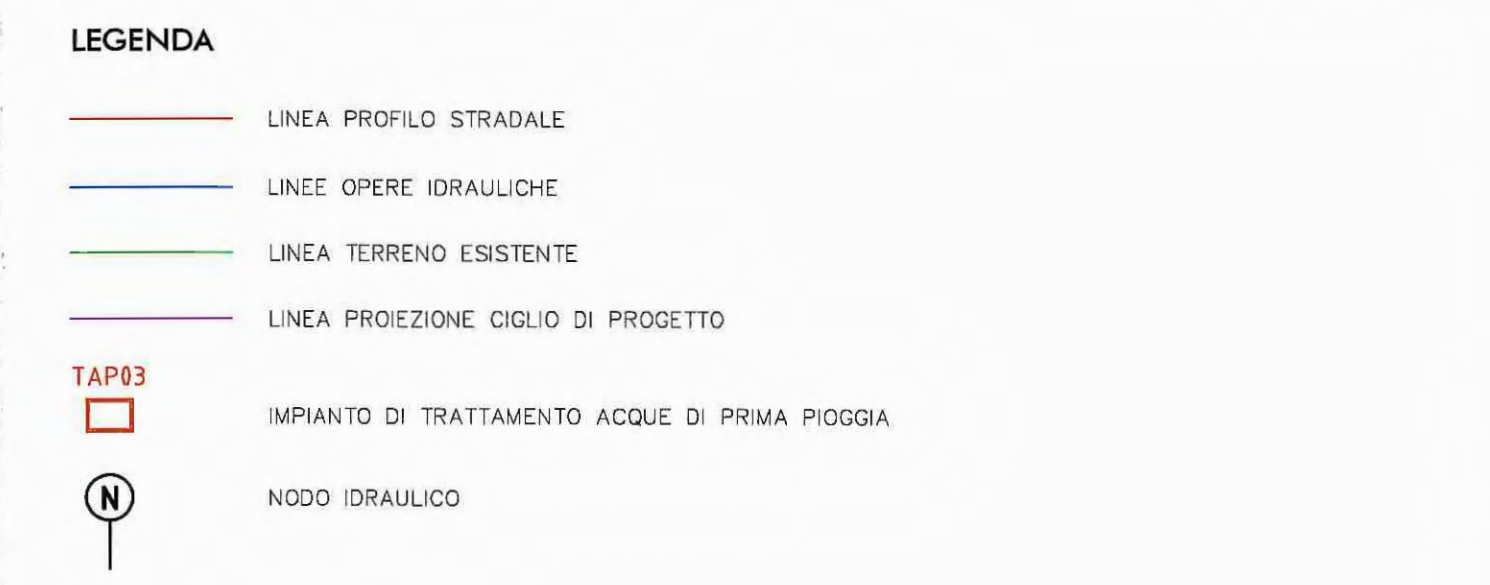 LEGENDA
LINEA PROFILO STRADALE
LINEE OPERE IDRAULICHE
LINEA TERRENO ESISTENTE
LINEA PROIEZIONE CIGLIO DI PROGETTO
TAP03
IMPIANTO DI TRATTAMENTO ACQUE DI PRIMA PIOGGIA
N
NODO IDRAULICO